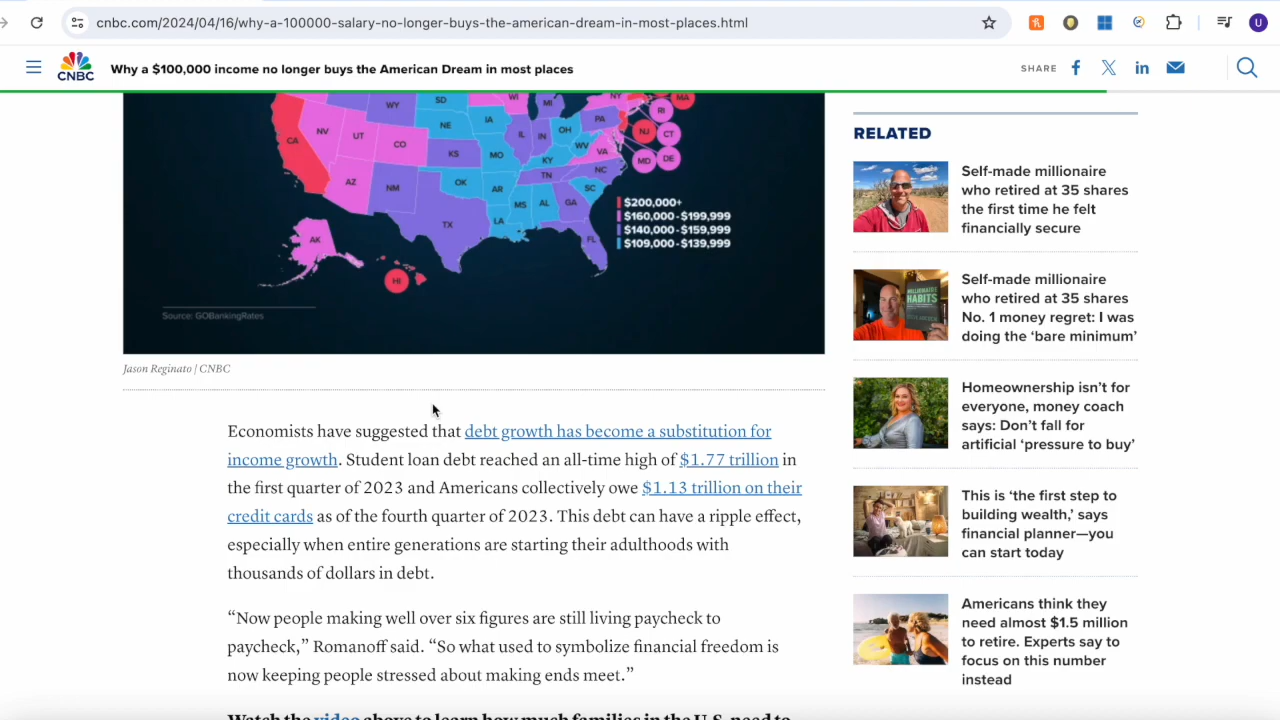 cnbc.com/2024/04/16/why-a-100000-salary-no-longer-buys-the-american-dream-in-most-places.html
U
CNBC
Why a $100,000 income no longer buys the American Dream in most places
SHARE
WI
NY
MA
SD
WY
MI
RI
IA
PA
NE
NJ
CT
NV
OH
IL
IN
UT
CA
CO
WV
VA
MD
DE
KS
MO
KY
NC
TN
AZ
OK
NM
AR
SC
MS
AL
GA
TX
LA
FL
AK
HI
$200,000+
$160,000-$199,999
$140,000-$159,999
$109,000-$139,999
Source: GOBankingRates
Jason Reginato | CNBC
Economists have suggested that debt growth has become a substitution for
income growth. Student loan debt reached an all-time high of $1.77 trillion in
the first quarter of 2023 and Americans collectively owe $1.13 trillion on their
credit cards as of the fourth quarter of 2023. This debt can have a ripple effect,
especially when entire generations are starting their adulthoods with
thousands of dollars in debt.
“Now people making well over six figures are still living paycheck to
paycheck,” Romanoff said. “So what used to symbolize financial freedom is
now keeping people stressed about making ends meet.”
Watch the video above to learn how much families in the U.S. need to
RELATED
Self-made millionaire
who retired at 35 shares
the first time he felt
financially secure
MILLIONAIRE
HABITS
Self-made millionaire
who retired at 35 shares
No. 1 money regret: I was
doing the ‘bare minimum’
Homeownership isn’t for
everyone, money coach
says: Don’t fall for
artificial ‘pressure to buy’
This is ‘the first step to
building wealth,’ says
financial planner—you
can start today
Americans think they
need almost $1.5 million
to retire. Experts say to
focus on this number
instead